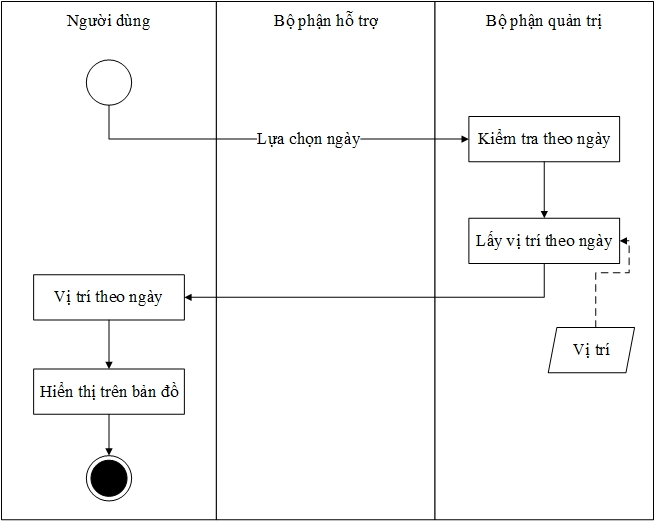 Người dùng
Bộ phận hỗ trợ
Bộ phận quản trị
Lựa chọn ngày
Kiểm tra theo ngày
Lấy vị trí theo ngày
Vị trí theo ngày
Vị trí
Hiển thị trên bản đồ